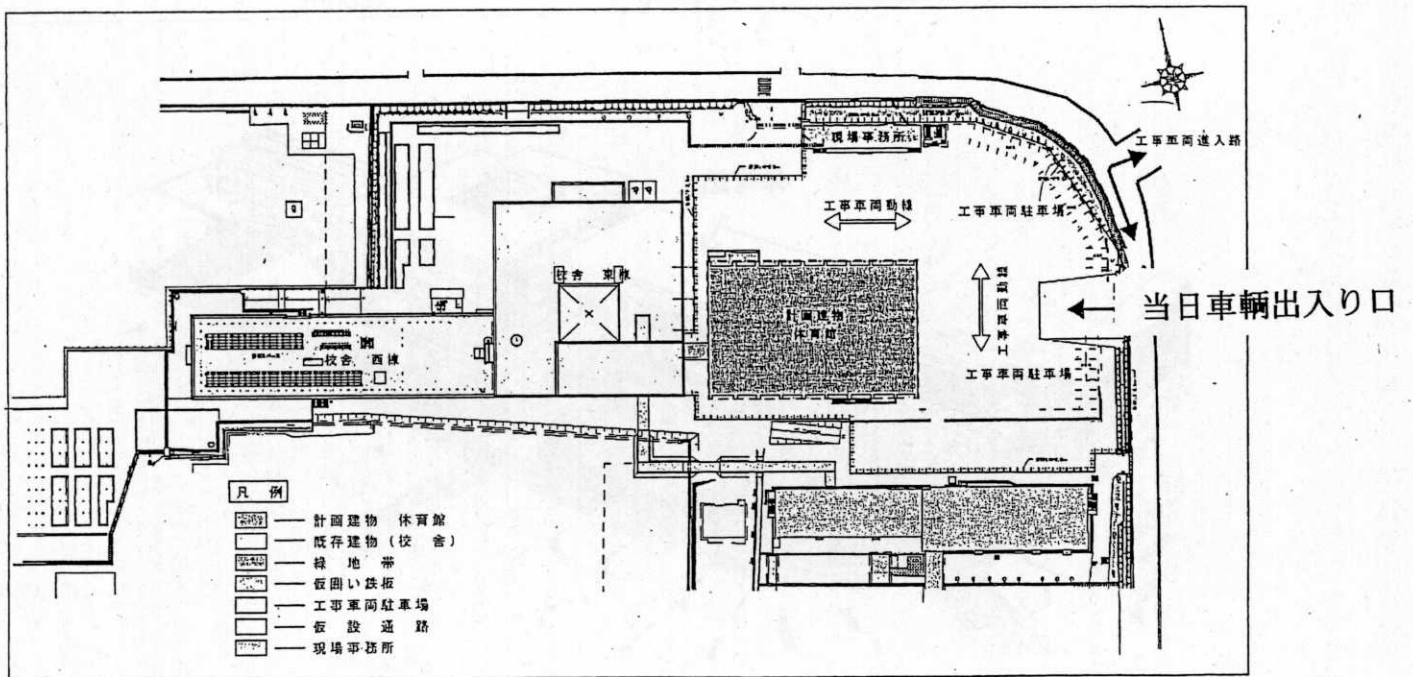 現場事務所
工事車両進入路
工事車両動線
工事車両駐車場
校舎 東棟
工事車両動線
当日車輌出入り口
計画建物
体育館
校舎 西棟
工事車両駐車場
凡 例
計画建物 体育館
既存建物(校 舎)
緑 地 帯
仮囲い鉄板
工事車両駐車場
仮 設 通 路
現場事務所